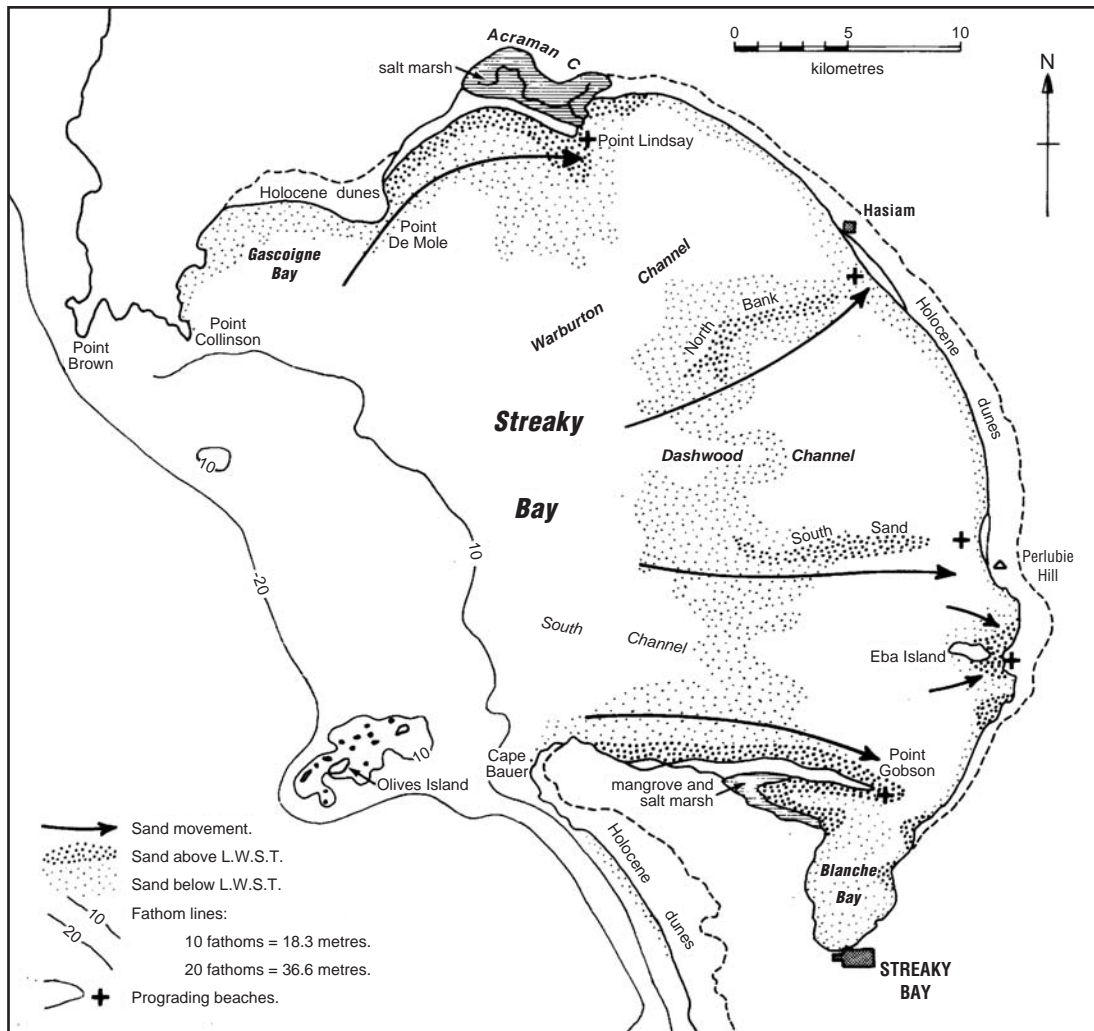 Acraman C
salt marsh
0 5 10
kilometres
N
Point Lindsay
Holocene dunes
Point
De Mole
Hasiam
Gascoigne
Bay
Warburton Channel
North Bank
Holocene
dunes
Point
Brown
Point
Collinson
Streaky
Bay
Dashwood Channel
10
10
20
South Sand
Perlubie
Hill
South Channel
Eba Island
Cape
Bauer
10
Olives Island
Point
Gobson
mangrove and
salt marsh
Holocene
dunes
Blanche
Bay
STREAKY
BAY
Sand movement.
Sand above L.W.S.T.
Sand below L.W.S.T.
10
20
Fathom lines:
10 fathoms = 18.3 metres.
20 fathoms = 36.6 metres.
Prograding beaches.